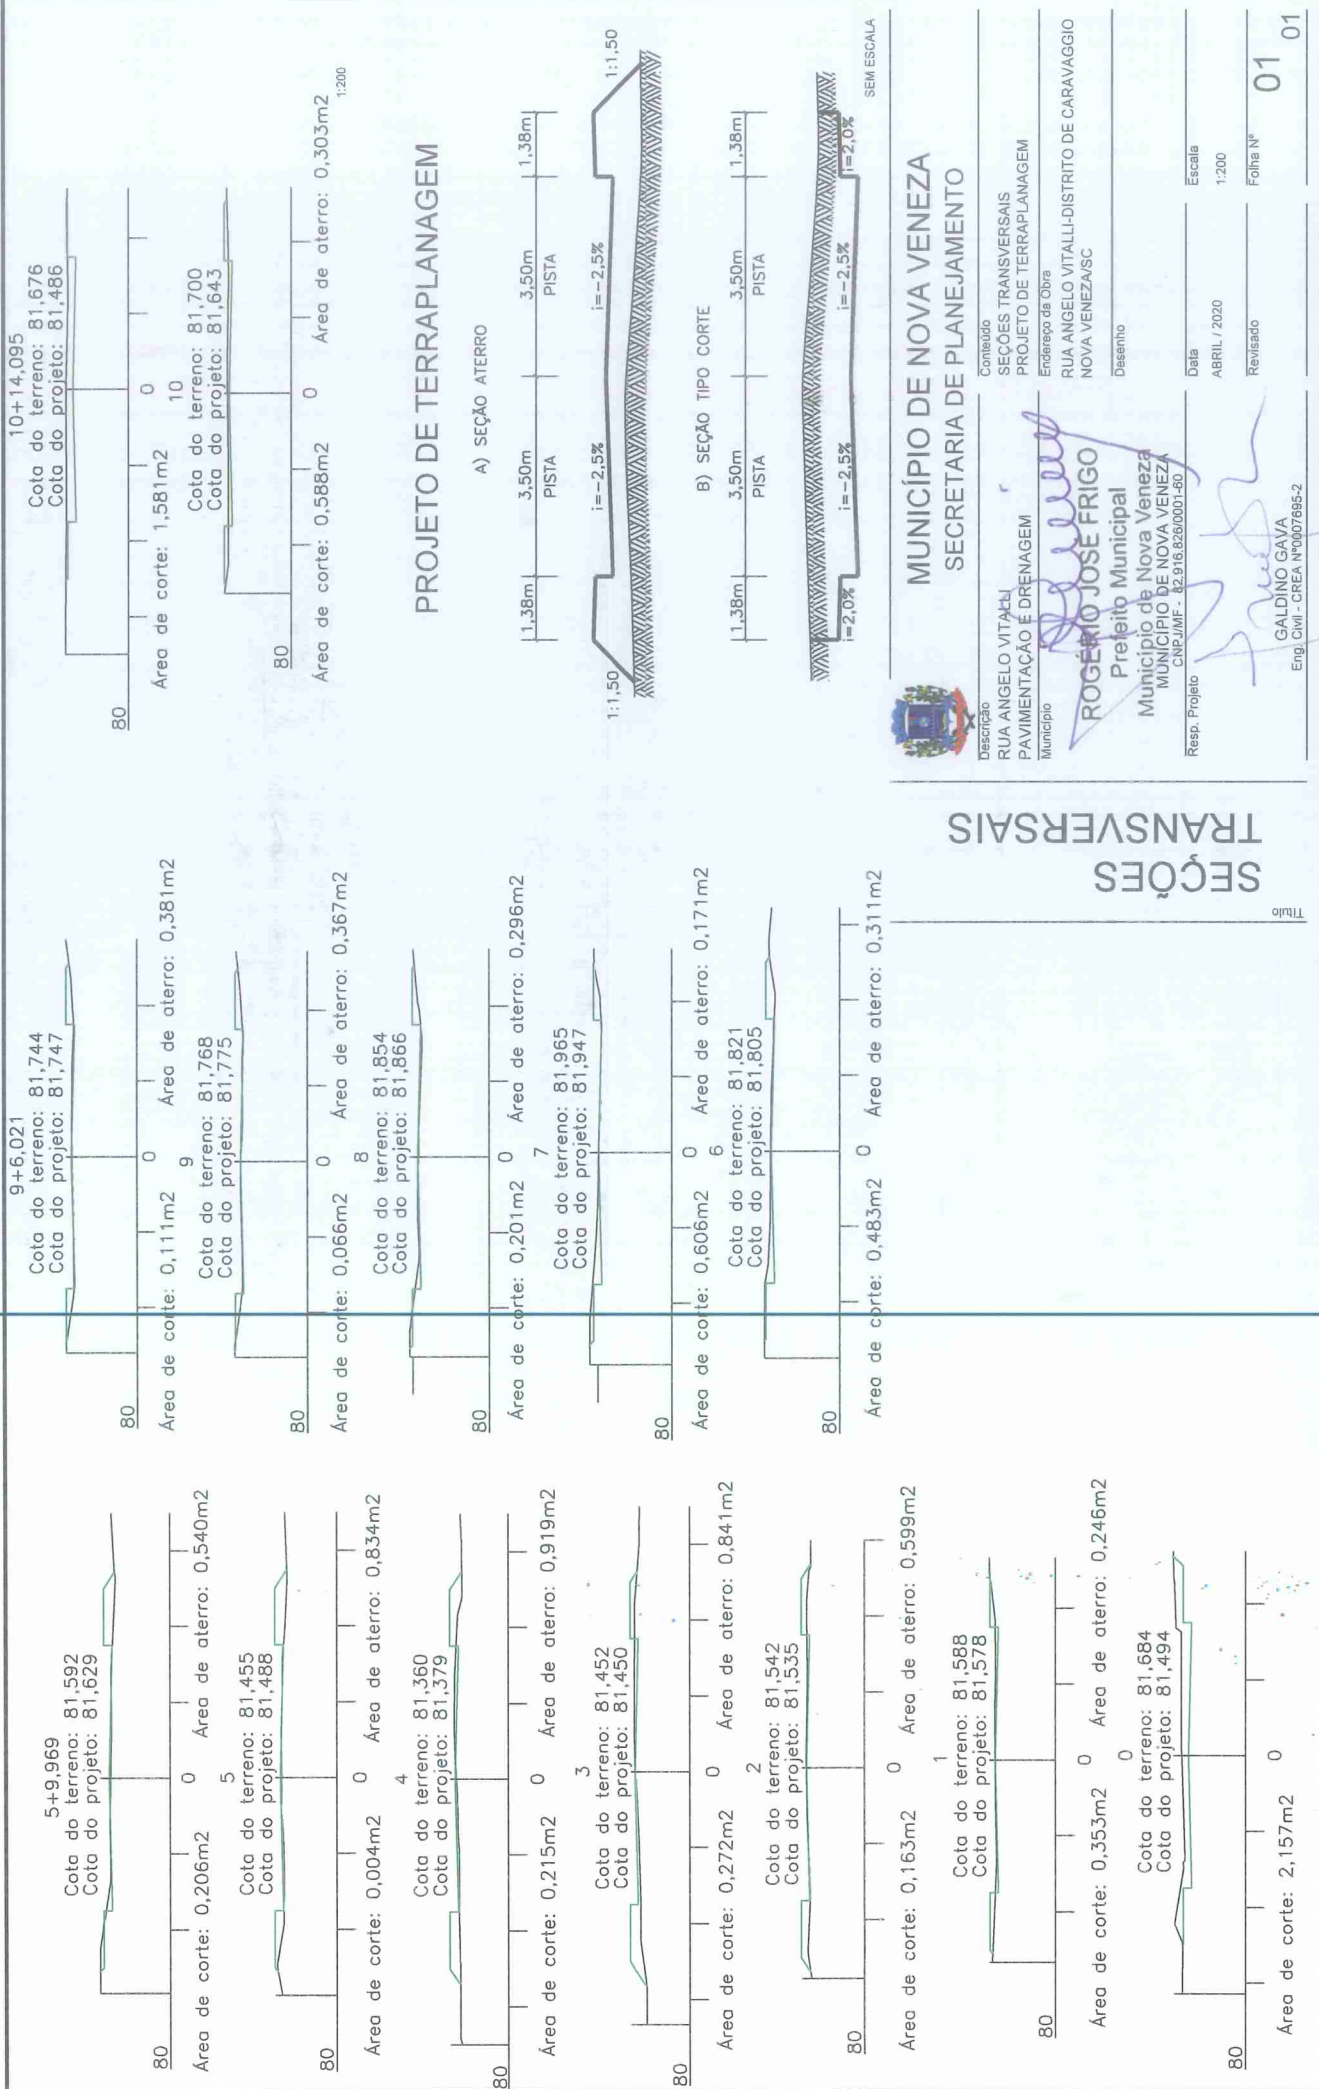 5+9,969
Cota do terreno: 81,592
Cota do projeto: 81,629
80
0
Área de corte: 0,206m2
Área de aterro: 0,540m2
5
Cota do terreno: 81,455
Cota do projeto: 81,488
80
0
Área de corte: 0,004m2
Área de aterro: 0,834m2
4
Cota do terreno: 81,360
Cota do projeto: 81,379
80
0
Área de corte: 0,215m2
Área de aterro: 0,919m2
3
Cota do terreno: 81,452
Cota do projeto: 81,450
80
0
Área de corte: 0,272m2
Área de aterro: 0,841m2
2
Cota do terreno: 81,542
Cota do projeto: 81,535
80
0
Área de corte: 0,163m2
Área de aterro: 0,599m2
1
Cota do terreno: 81,588
Cota do projeto: 81,578
80
0
Área de corte: 0,353m2
Área de aterro: 0,246m2
0
Cota do terreno: 81,684
Cota do projeto: 81,494
80
0
Área de corte: 2,157m2
9+6,021
Cota do terreno: 81,744
Cota do projeto: 81,747
80
0
Área de corte: 0,111m2
Área de aterro: 0,381m2
9
Cota do terreno: 81,768
Cota do projeto: 81,775
80
0
Área de corte: 0,066m2
Área de aterro: 0,367m2
8
Cota do terreno: 81,854
Cota do projeto: 81,866
80
0
Área de corte: 0,201m2
Área de aterro: 0,296m2
7
Cota do terreno: 81,965
Cota do projeto: 81,947
80
0
Área de corte: 0,606m2
Área de aterro: 0,171m2
6
Cota do terreno: 81,821
Cota do projeto: 81,805
80
0
Área de corte: 0,483m2
Área de aterro: 0,311m2
10+14,095
Cota do terreno: 81,676
Cota do projeto: 81,486
80
0
Área de corte: 1,581m2
10
Cota do terreno: 81,700
Cota do projeto: 81,643
80
0
Área de corte: 0,588m2
Área de aterro: 0,303m2
1:200
PROJETO DE TERRAPLANAGEM
A) SEÇÃO ATERRO
1,38m 3,50m 3,50m 1,38m
PISTA PISTA
1:1,50 i=-2,5% i=-2,5% 1:1,50
B) SEÇÃO TIPO CORTE
1,38m 3,50m 3,50m 1,38m
PISTA PISTA
i=2,0% i=-2,5% i=-2,5% i=2,0%
SEM ESCALA
MUNICÍPIO DE NOVA VENEZA
SECRETARIA DE PLANEJAMENTO
Título
SEÇÕES
TRANSVERSAIS
Descrição
RUA ANGELO VITALLI
PAVIMENTAÇÃO E DRENAGEM
Conteúdo
SEÇÕES TRANSVERSAIS
PROJETO DE TERRAPLANAGEM
Município
Endereço da Obra
RUA ANGELO VITALLI-DISTRITO DE CARAVAGGIO
NOVA VENEZA/SC
ROGÉRIO JOSÉ FRIGO
Prefeito Municipal
Município de Nova Veneza
MUNICÍPIO DE NOVA VENEZA
CNPJ/MF - 82.916.826/0001-60
Desenho
Resp. Projeto
Data
ABRIL / 2020
Escala
1:200
GALDINO GAVA
Eng. Civil - CREA Nº0007695-2
Revisado
Folha Nº
01 01